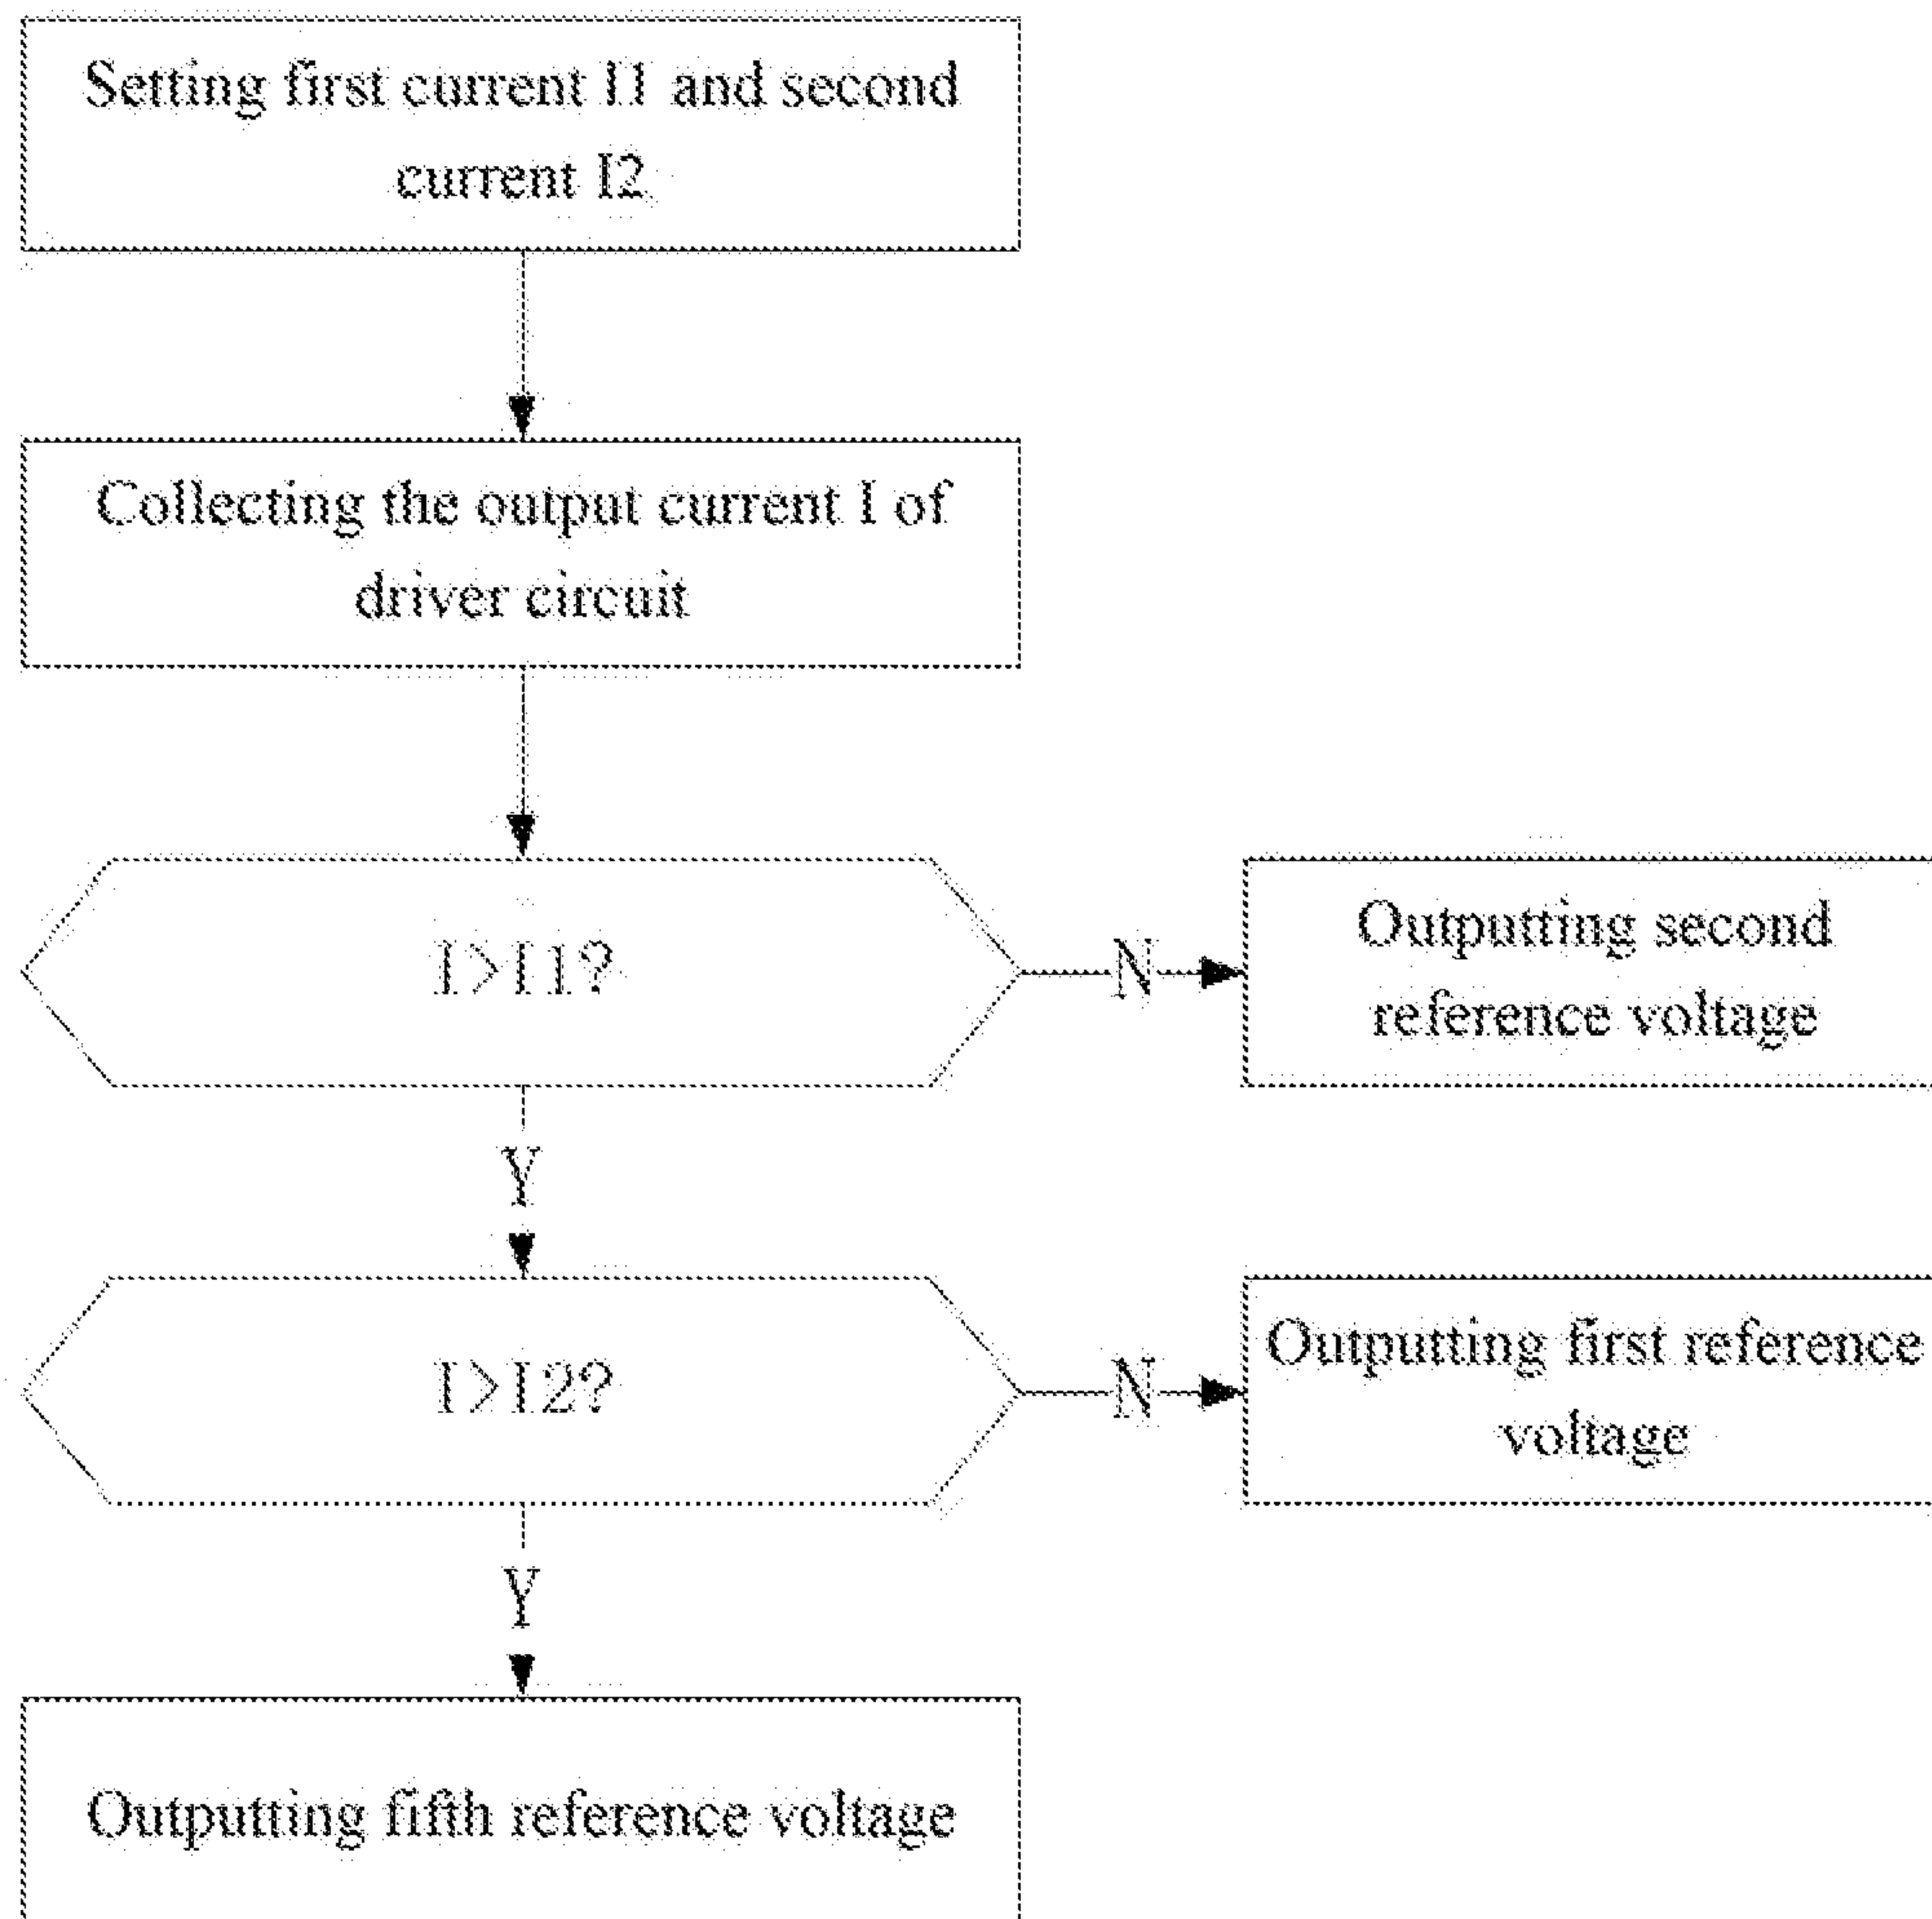 Setting first current I1 and second
current I2
Collecting the output current I of
driver circuit
I>I1?
N
Outputting second
reference voltage
Y
I>I2?
N
Outputting first reference
voltage
Y
Outputting fifth reference voltage